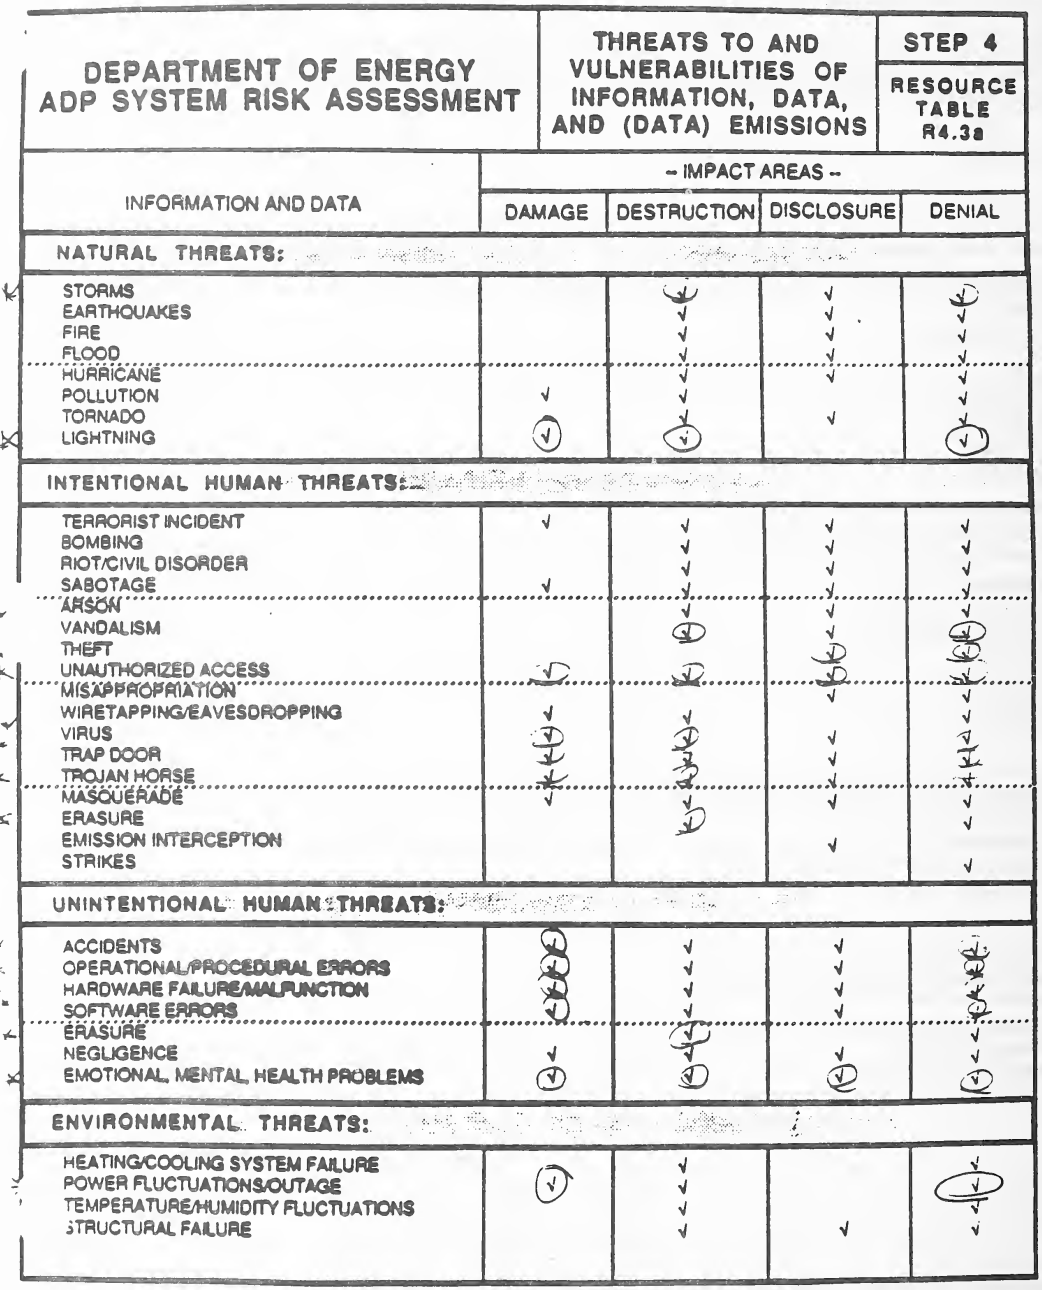 DEPARTMENT OF ENERGY
ADP SYSTEM RISK ASSESSMENT
THREATS TO AND
VULNERABILITIES OF
INFORMATION, DATA,
AND (DATA) EMISSIONS
STEP 4
RESOURCE
TABLE
R4.3a
INFORMATION AND DATA
-- IMPACT AREAS --
DAMAGE DESTRUCTION DISCLOSURE DENIAL
NATURAL THREATS:
STORMS ✓ ✓ ✓
EARTHQUAKES ✓ ✓ ✓
FIRE ✓ ✓ ✓
FLOOD ✓ ✓ ✓
HURRICANE ✓ ✓ ✓
POLLUTION ✓ ✓ ✓
TORNADO ✓ ✓ ✓
LIGHTNING ✓ ✓ ✓
INTENTIONAL HUMAN THREATS:
TERRORIST INCIDENT ✓ ✓ ✓ ✓
BOMBING ✓ ✓ ✓
RIOT/CIVIL DISORDER ✓ ✓ ✓
SABOTAGE ✓ ✓ ✓ ✓
ARSON ✓ ✓ ✓
VANDALISM ✓ ✓ ✓
THEFT
UNAUTHORIZED ACCESS
MISAPPROPRIATION
WIRETAPPING/EAVESDROPPING
VIRUS
TRAP DOOR
TROJAN HORSE
MASQUERADE
ERASURE
EMISSION INTERCEPTION ✓
STRIKES ✓
UNINTENTIONAL HUMAN THREATS:
ACCIDENTS ✓ ✓ ✓ ✓
OPERATIONAL/PROCEDURAL ERRORS ✓ ✓ ✓ ✓
HARDWARE FAILURE/MALFUNCTION ✓ ✓ ✓ ✓
SOFTWARE ERRORS ✓ ✓ ✓ ✓
ERASURE
NEGLIGENCE ✓ ✓ ✓ ✓
EMOTIONAL, MENTAL, HEALTH PROBLEMS ✓ ✓ ✓ ✓
ENVIRONMENTAL THREATS:
HEATING/COOLING SYSTEM FAILURE ✓ ✓
POWER FLUCTUATIONS/OUTAGE ✓ ✓ ✓
TEMPERATURE/HUMIDITY FLUCTUATIONS ✓ ✓
STRUCTURAL FAILURE ✓ ✓ ✓